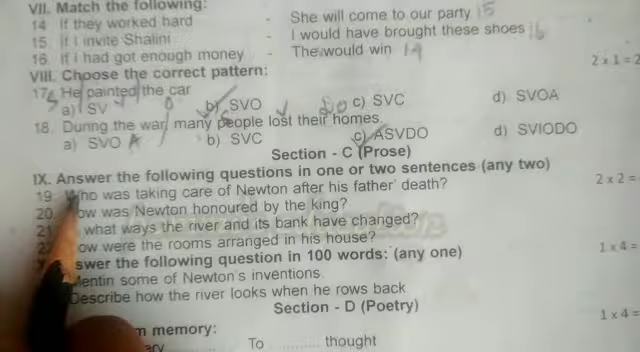 VII. Match the following:
14. If they worked hard - She will come to our party 15
15. If I invite Shalini - I would have brought these shoes 16
16. If I had got enough money - The would win 14
VIII. Choose the correct pattern: 2 x 1 = 2
17. He painted the car
a) SV b) SVO c) SVC d) SVOA
18. During the war many people lost their homes.
a) SVO b) SVC c) ASVDO d) SVIODO
Section - C (Prose)
IX. Answer the following questions in one or two sentences (any two) 2 x 2 =
19. Who was taking care of Newton after his father' death?
20. ow was Newton honoured by the king?
21 what ways the river and its bank have changed?
ow were the rooms arranged in his house?
swer the following question in 100 words: (any one) 1 x 4 =
Mentin some of Newton's inventions
Describe how the river looks when he rows back
Section - D (Poetry)
m memory: 1 x 4 =
ery ........ To ........... thought